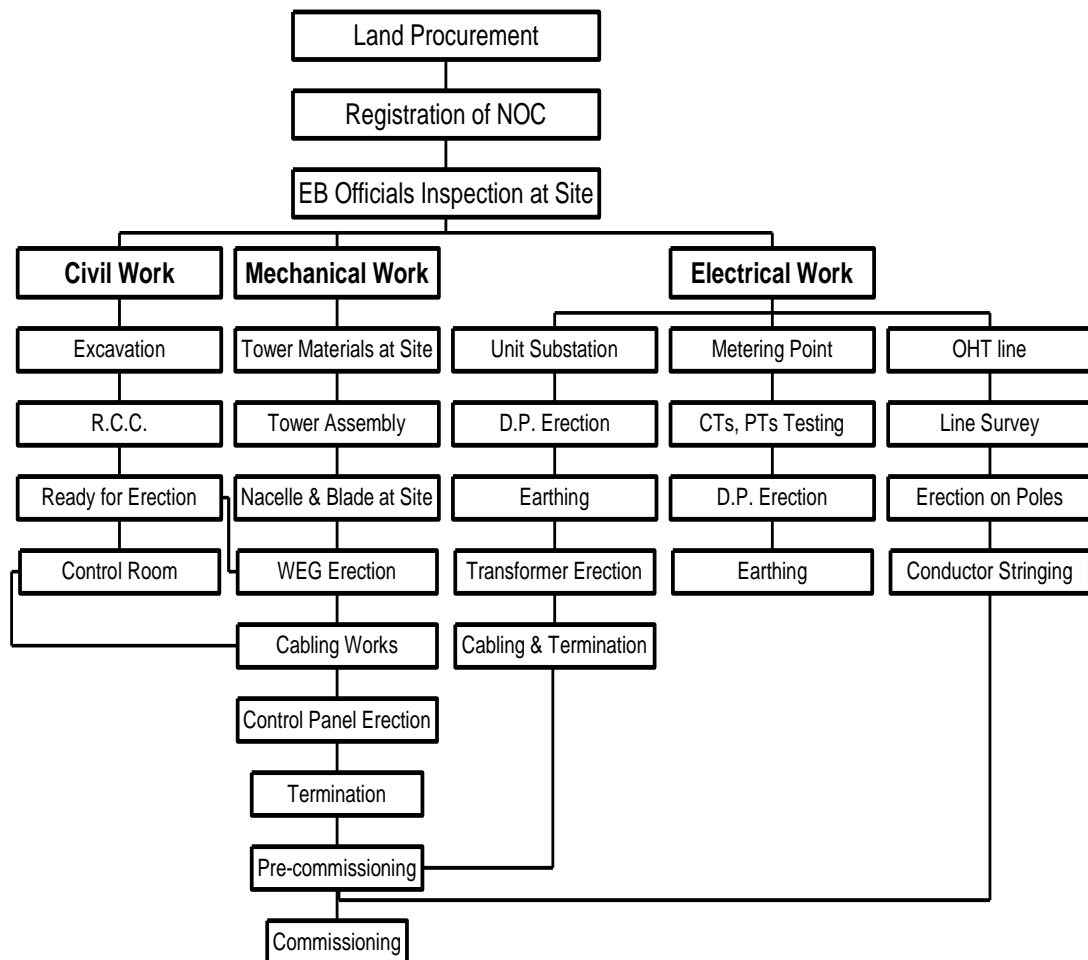 Land Procurement
Registration of NOC
EB Officials Inspection at Site
Civil Work
Mechanical Work
Electrical Work
Excavation
Tower Materials at Site
Unit Substation
Metering Point
OHT line
R.C.C.
Tower Assembly
D.P. Erection
CTs, PTs Testing
Line Survey
Ready for Erection
Nacelle & Blade at Site
Earthing
D.P. Erection
Erection on Poles
Control Room
WEG Erection
Transformer Erection
Earthing
Conductor Stringing
Cabling Works
Cabling & Termination
Control Panel Erection
Termination
Pre-commissioning
Commissioning